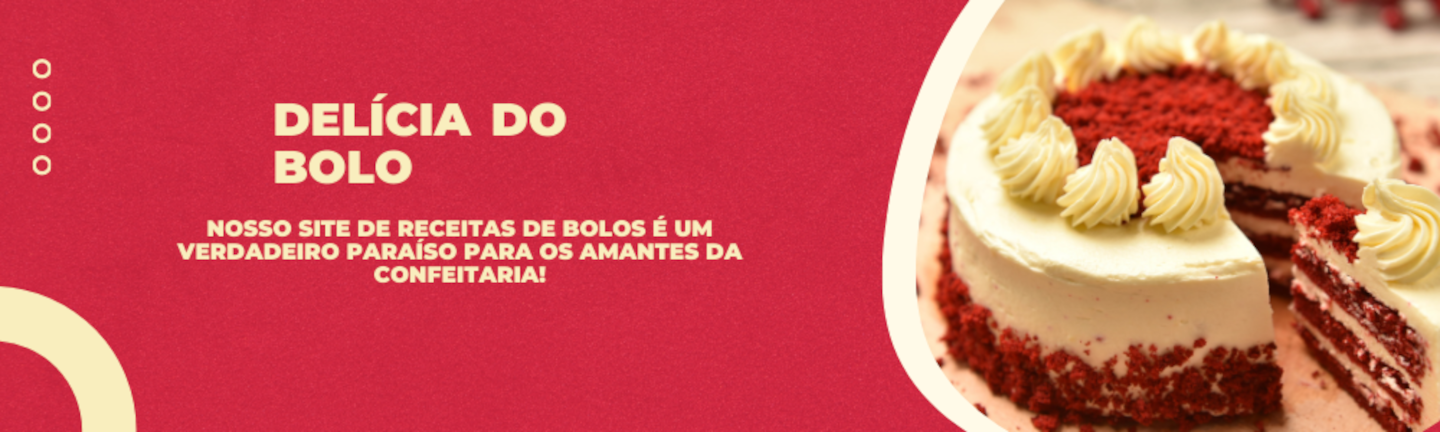 DELÍCIA DO
BOLO
NOSSO SITE DE RECEITAS DE BOLOS É UM
VERDADEIRO PARAÍSO PARA OS AMANTES DA
CONFEITARIA!